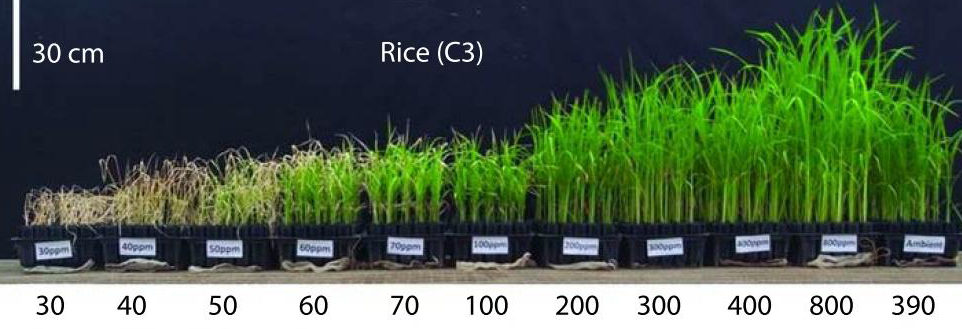 30 cm
Rice (C3)
30ppm 40ppm 50ppm 60ppm 70ppm 100ppm 200ppm 300ppm 400ppm 800ppm Ambient
30 40 50 60 70 100 200 300 400 800 390